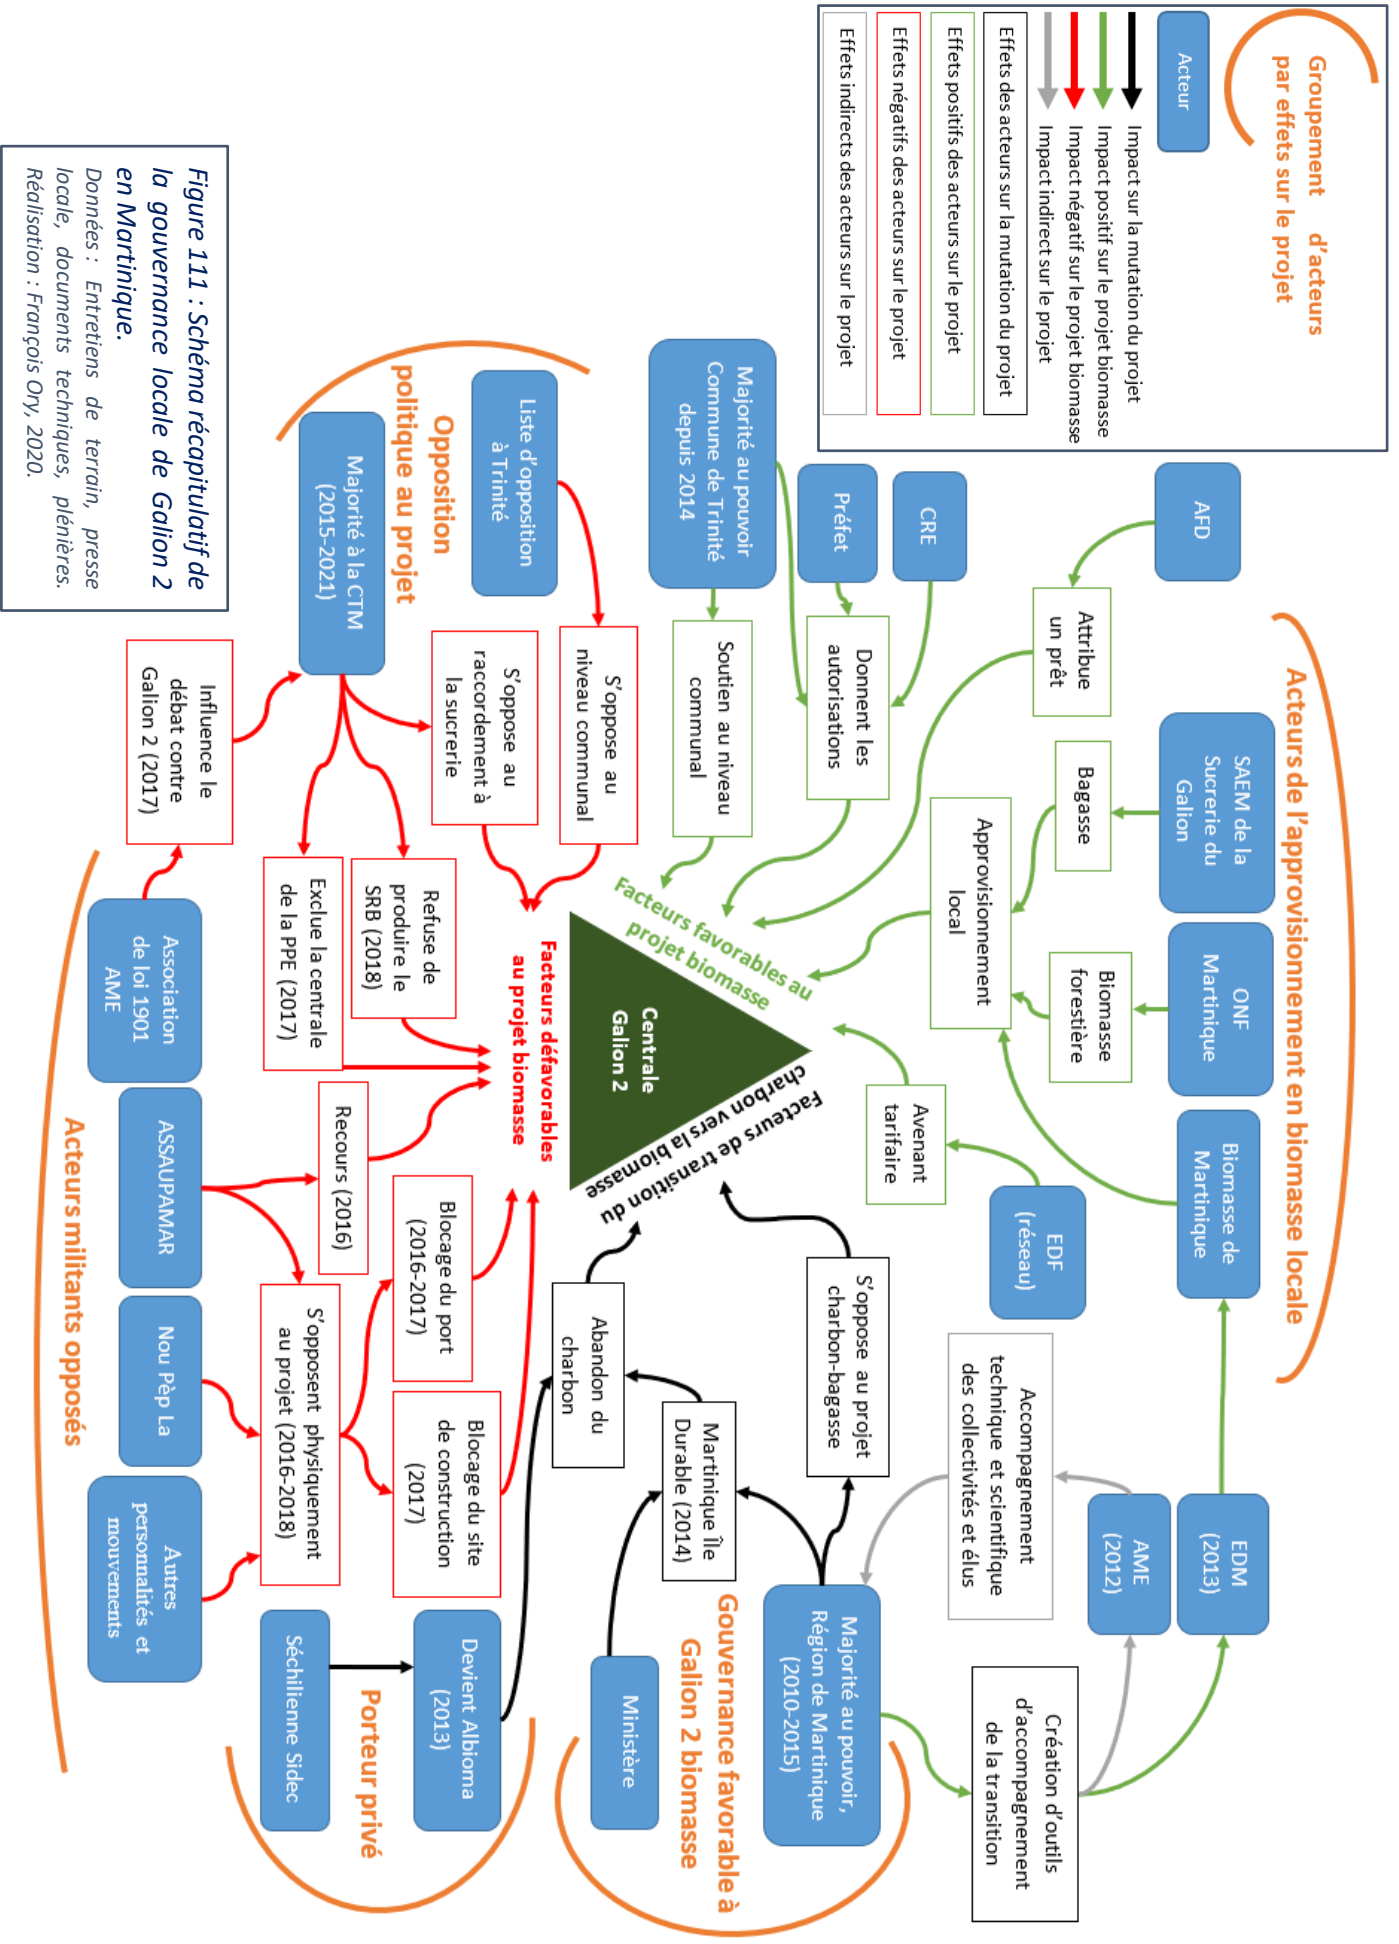 Groupement d'acteurs
par effets sur le projet
Acteur
Impact sur la mutation du projet
Impact positif sur le projet biomasse
Impact négatif sur le projet biomasse
Impact indirect sur le projet
Effets des acteurs sur la mutation du projet
Effets positifs des acteurs sur le projet
Effets négatifs des acteurs sur le projet
Effets indirects des acteurs sur le projet
Acteurs de l'approvisionnement en biomasse locale
AFD
Attribue
un prêt
SAEM de la
Sucrerie du
Galion
Bagasse
ONF
Martinique
Biomasse
forestière
Biomasse de
Martinique
Approvisionnement
local
EDM
(2013)
AME
(2012)
Création d'outils
d'accompagnement
de la transition
Accompagnement
technique et scientifique
des collectivités et élus
EDF
(réseau)
Avenant
tarifaire
CRE
Préfet
Donnent les
autorisations
Majorité au pouvoir
Commune de Trinité
depuis 2014
Soutien au niveau
communal
Facteurs favorables au
projet biomasse
Centrale
Galion 2
Facteurs de transition du
charbon vers la biomasse
Facteurs défavorables
au projet biomasse
S'oppose au projet
charbon-bagasse
Majorité au pouvoir,
Région de Martinique
(2010-2015)
Martinique Île
Durable (2014)
Abandon du
charbon
Gouvernance favorable à
Galion 2 biomasse
Ministère
Liste d'opposition
à Trinité
S'oppose au
niveau communal
Opposition
politique au projet
Majorité à la CTM
(2015-2021)
S'oppose au
raccordement à
la sucrerie
Refuse de
produire le
SRB (2018)
Exclue la centrale
de la PPE (2017)
Recours (2016)
Blocage du port
(2016-2017)
Blocage du site
de construction
(2017)
S'opposent physiquement
au projet (2016-2018)
Devient Albioma
(2013)
Porteur privé
Séchilienne Sidec
Influence le
débat contre
Galion 2 (2017)
Association
de loi 1901
AME
ASSAUPAMAR
Nou Pèp La
Autres
personnalités et
mouvements
Acteurs militants opposés
Figure 111 : Schéma récapitulatif de
la gouvernance locale de Galion 2
en Martinique.
Données : Entretiens de terrain, presse
locale, documents techniques, plénières.
Réalisation : François Ory, 2020.